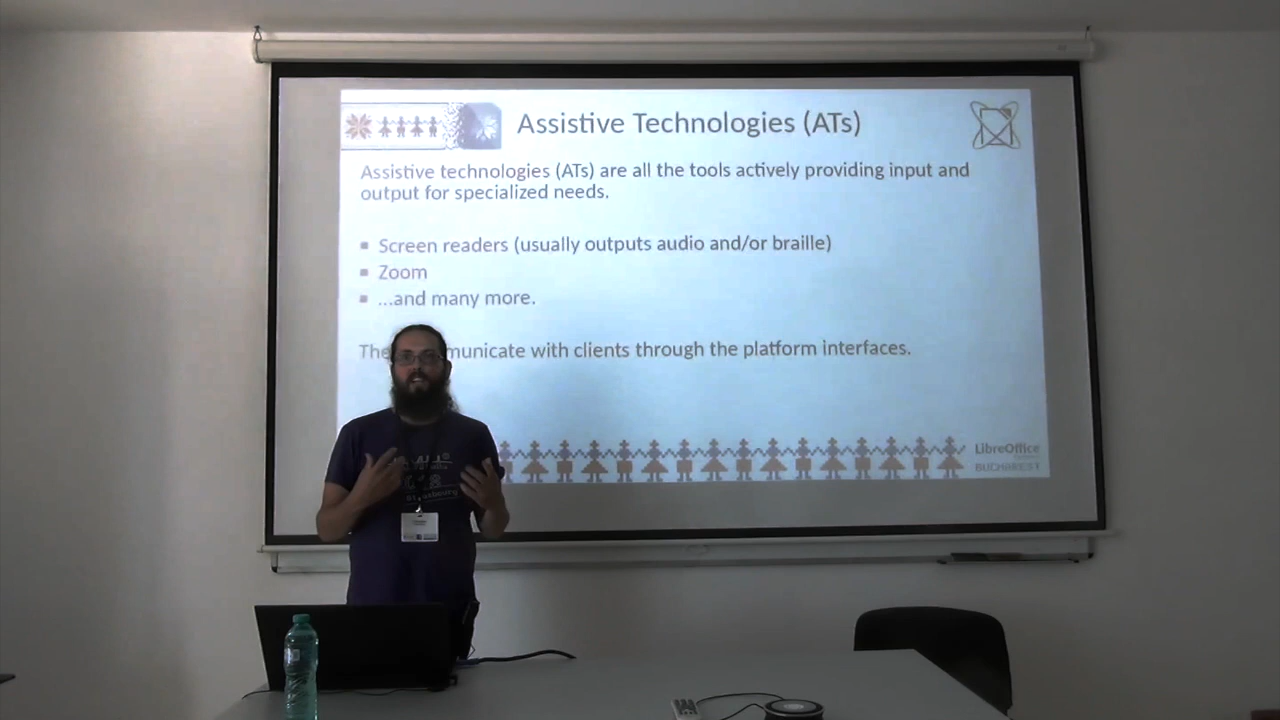 Assistive Technologies (ATs)
Assistive technologies (ATs) are all the tools actively providing input and
output for specialized needs.
Screen readers (usually outputs audio and/or braille)
Zoom
...and many more.
with clients through the platform interfaces.
LibreOffice
BUCHAREST